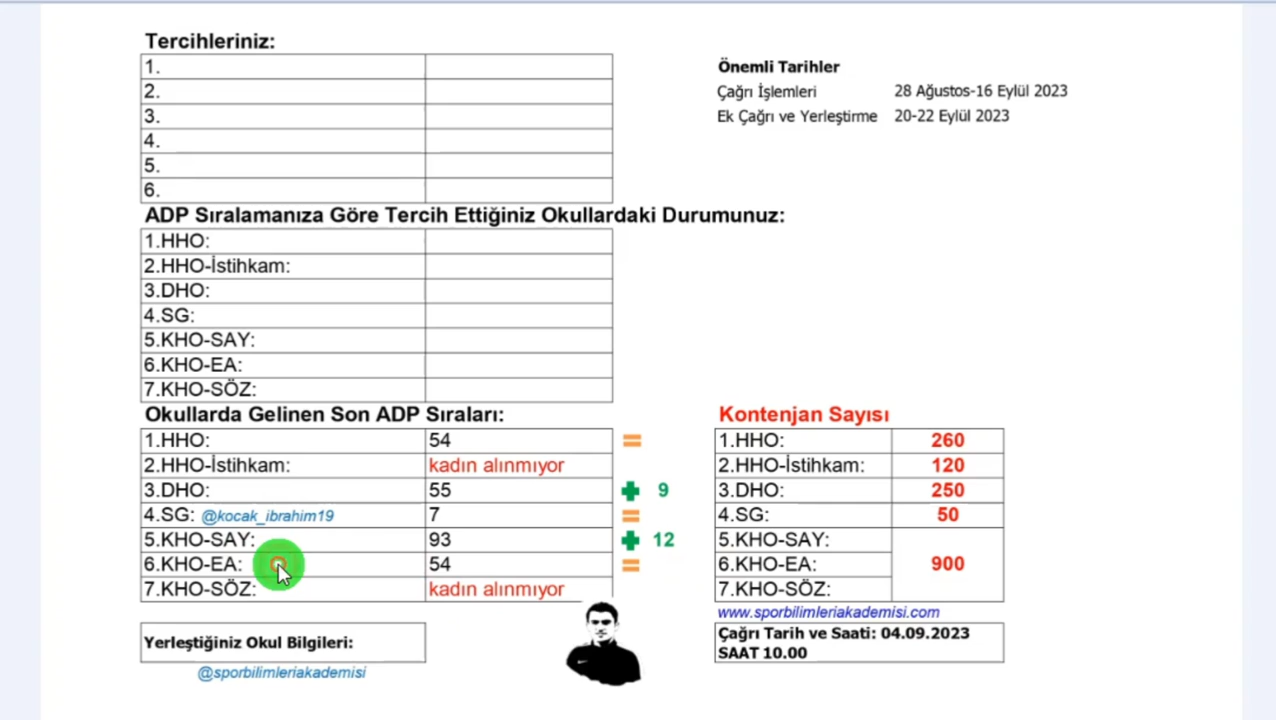 Tercihleriniz:
1.
2.
3.
4.
5.
6.
Önemli Tarihler
Çağrı İşlemleri 28 Ağustos-16 Eylül 2023
Ek Çağrı ve Yerleştirme 20-22 Eylül 2023
ADP Sıralamanıza Göre Tercih Ettiğiniz Okullardaki Durumunuz:
1.HHO:
2.HHO-İstihkam:
3.DHO:
4.SG:
5.KHO-SAY:
6.KHO-EA:
7.KHO-SÖZ:
Okullarda Gelinen Son ADP Sıraları:
1.HHO: 54 =
2.HHO-İstihkam: kadın alınmıyor
3.DHO: 55 + 9
4.SG: @kocak_ibrahim19 7 =
5.KHO-SAY: 93 + 12
6.KHO-EA: 54 =
7.KHO-SÖZ: kadın alınmıyor
Kontenjan Sayısı
1.HHO: 260
2.HHO-İstihkam: 120
3.DHO: 250
4.SG: 50
5.KHO-SAY:
6.KHO-EA: 900
7.KHO-SÖZ:
www.sporbilimleriakademisi.com
Yerleştiğiniz Okul Bilgileri:
@sporbilimleriakademisi
Çağrı Tarih ve Saati: 04.09.2023
SAAT 10.00